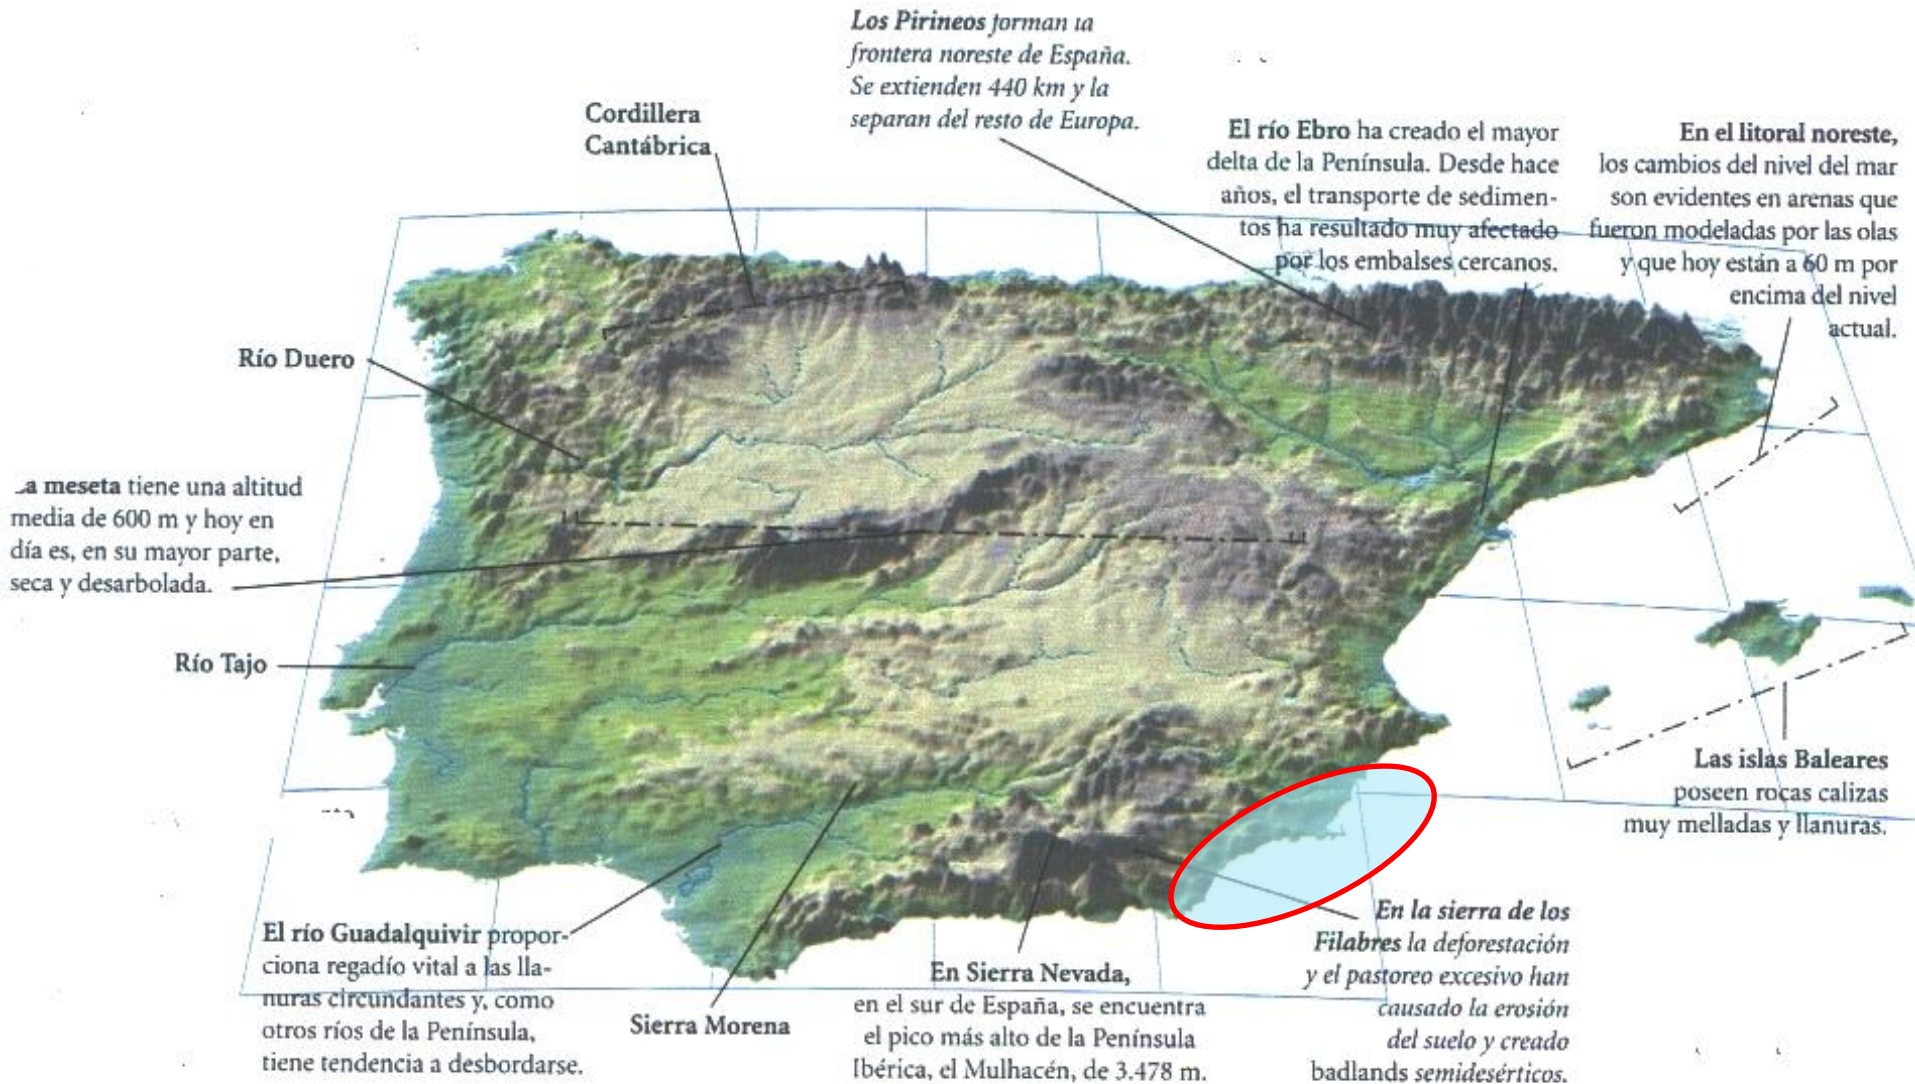 Los Pirineos forman la
frontera noreste de España.
Se extienden 440 km y la
separan del resto de Europa.
Cordillera
Cantábrica
El río Ebro ha creado el mayor
delta de la Península. Desde hace
años, el transporte de sedimen-
tos ha resultado muy afectado
por los embalses cercanos.
En el litoral noreste,
los cambios del nivel del mar
son evidentes en arenas que
fueron modeladas por las olas
y que hoy están a 60 m por
encima del nivel
actual.
Río Duero
La meseta tiene una altitud
media de 600 m y hoy en
día es, en su mayor parte,
seca y desarbolada.
Río Tajo
Las islas Baleares
poseen rocas calizas
muy melladas y llanuras.
El río Guadalquivir propor-
ciona regadío vital a las lla-
nuras circundantes y, como
otros ríos de la Península,
tiene tendencia a desbordarse.
Sierra Morena
En Sierra Nevada,
en el sur de España, se encuentra
el pico más alto de la Península
Ibérica, el Mulhacén, de 3.478 m.
En la sierra de los
Filabres la deforestación
y el pastoreo excesivo han
causado la erosión
del suelo y creado
badlands semidesérticos.